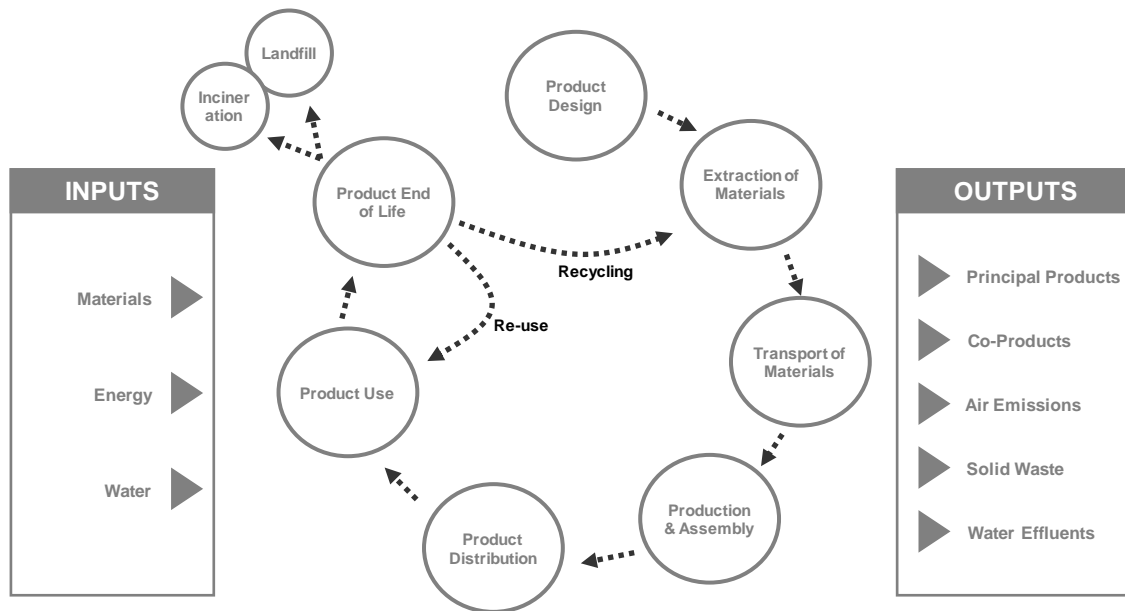 Landfill
Inciner
ation
Product
Design
Product End
of Life
Extraction of
Materials
INPUTS
OUTPUTS
Materials
Energy
Water
Recycling
Re-use
Principal Products
Co-Products
Air Emissions
Solid Waste
Water Effluents
Transport of
Materials
Product Use
Production
& Assembly
Product
Distribution